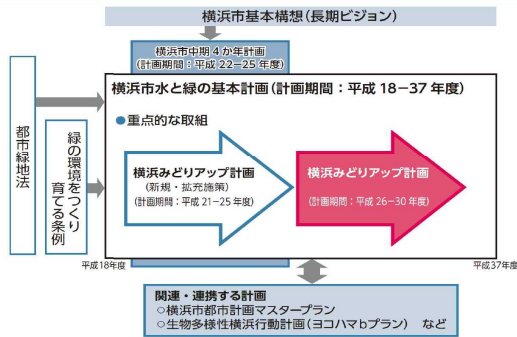 横浜市基本構想（長期ビジョン）
横浜市中期４か年計画
（計画期間：平成 22－25 年度）
横浜市水と緑の基本計画（計画期間：平成 18－37 年度）
●重点的な取組
都市緑地法
緑の環境をつくり
育てる条例
横浜みどりアップ計画
（新規・拡充施策）
（計画期間：平成 21－25 年度）
横浜みどりアップ計画
（計画期間：平成 26－30 年度）
平成18年度
平成37年度
関連・連携する計画
○横浜市都市計画マスタープラン
○生物多様性横浜行動計画（ヨコハマｂプラン）　など